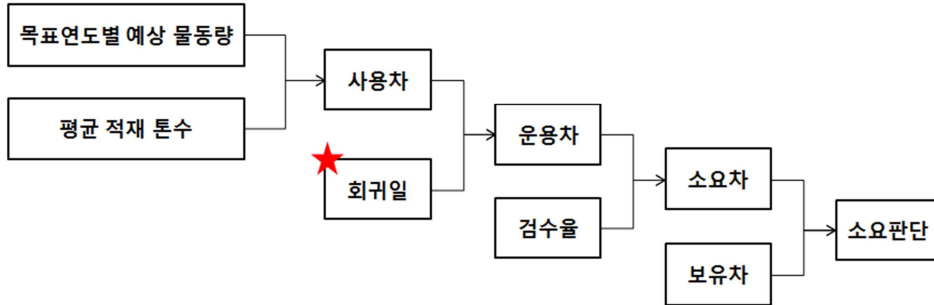 목표연도별 예상 물동량
평균 적재 톤수
사용차
회귀일
운용차
검수율
소요차
보유차
소요판단